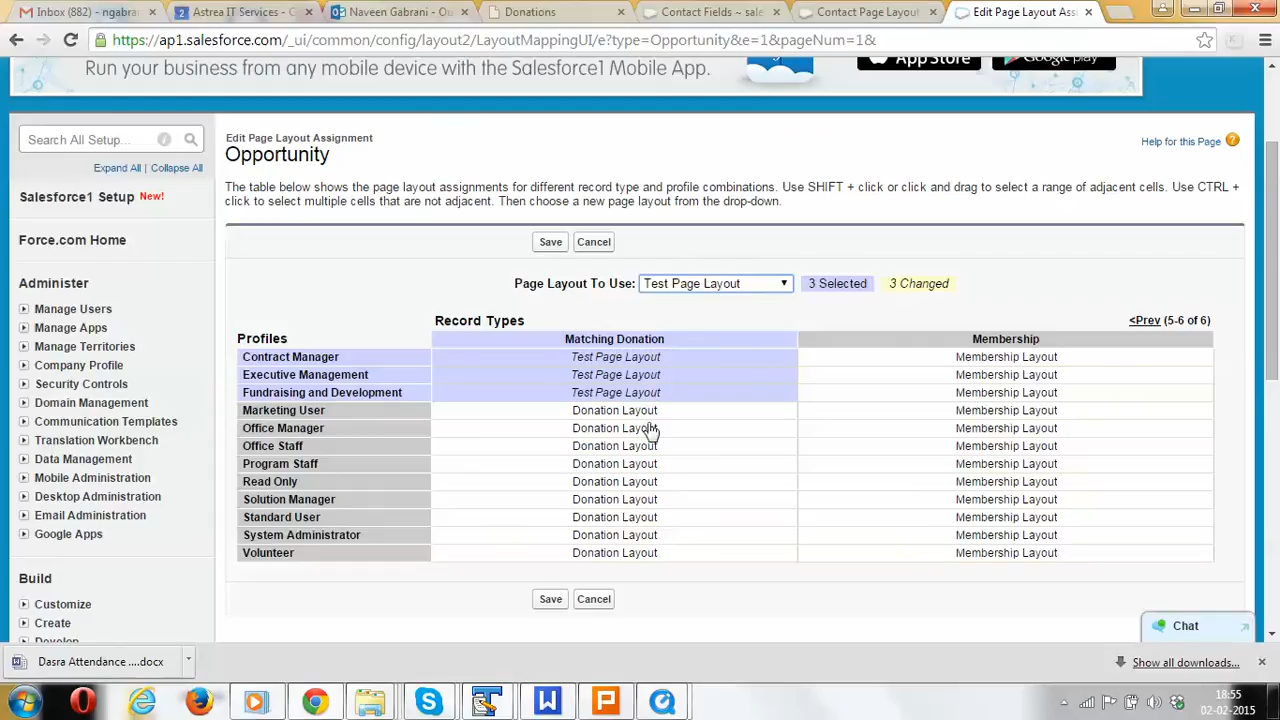 Inbox (882) - ngabran
Astrea IT Services - G
Naveen Gabrani - Ou
Donations
Contact Fields ~ sale
Contact Page Layout
Edit Page Layout Assi
https://ap1.salesforce.com/_ui/common/config/layout2/LayoutMappingUI/e?type=Opportunity&e=1&pageNum=1&
Run your business from any mobile device with the Salesforce1 Mobile App.
App Store
Google play
Search All Setup...
Expand All | Collapse All
Salesforce1 Setup New!
Force.com Home
Administer
Manage Users
Manage Apps
Manage Territories
Company Profile
Security Controls
Domain Management
Communication Templates
Translation Workbench
Data Management
Mobile Administration
Desktop Administration
Email Administration
Google Apps
Build
Customize
Create
Develop
Edit Page Layout Assignment
Opportunity
Help for this Page
The table below shows the page layout assignments for different record type and profile combinations. Use SHIFT + click or click and drag to select a range of adjacent cells. Use CTRL +
click to select multiple cells that are not adjacent. Then choose a new page layout from the drop-down.
Save Cancel
Page Layout To Use: Test Page Layout 3 Selected 3 Changed
Record Types <Prev (5-6 of 6)
Profiles Matching Donation Membership
Contract Manager Test Page Layout Membership Layout
Executive Management Test Page Layout Membership Layout
Fundraising and Development Test Page Layout Membership Layout
Marketing User Donation Layout Membership Layout
Office Manager Donation Layout Membership Layout
Office Staff Donation Layout Membership Layout
Program Staff Donation Layout Membership Layout
Read Only Donation Layout Membership Layout
Solution Manager Donation Layout Membership Layout
Standard User Donation Layout Membership Layout
System Administrator Donation Layout Membership Layout
Volunteer Donation Layout Membership Layout
Save Cancel
Chat
Dasra Attendance ....docx
Show all downloads...
18:55
02-02-2015